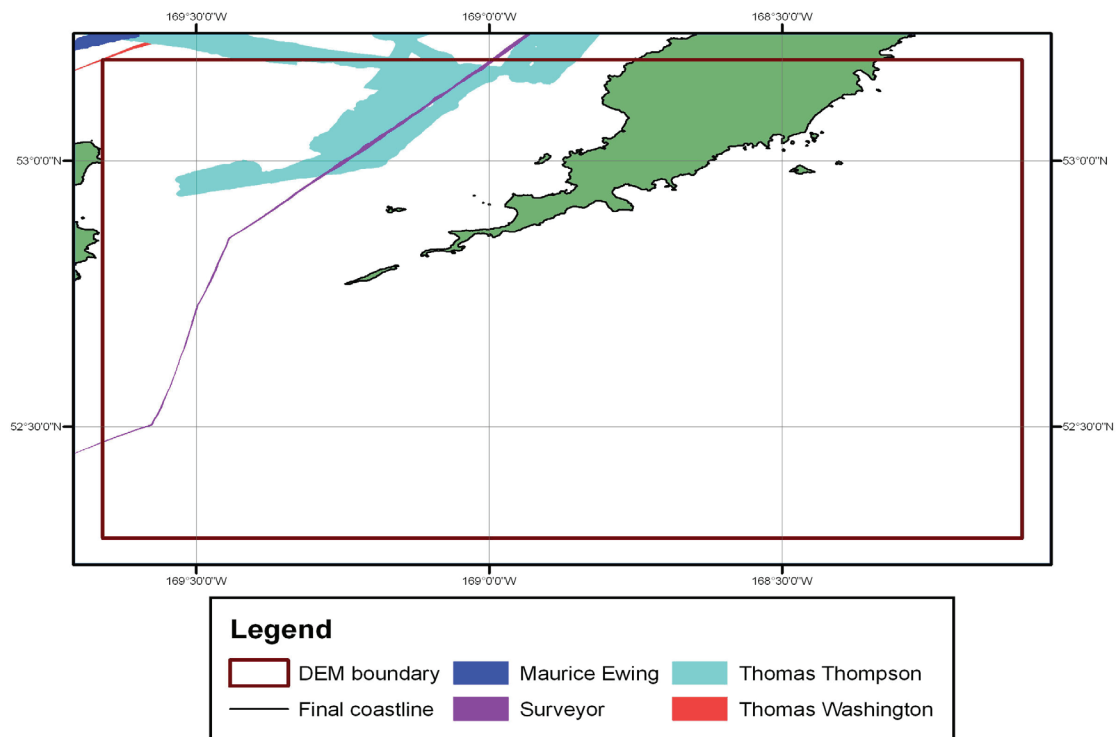 169°30'0"W 169°0'0"W 168°30'0"W
53°0'0"N 53°0'0"N
52°30'0"N 52°30'0"N
169°30'0"W 169°0'0"W 168°30'0"W
Legend
DEM boundary Maurice Ewing Thomas Thompson
Final coastline Surveyor Thomas Washington